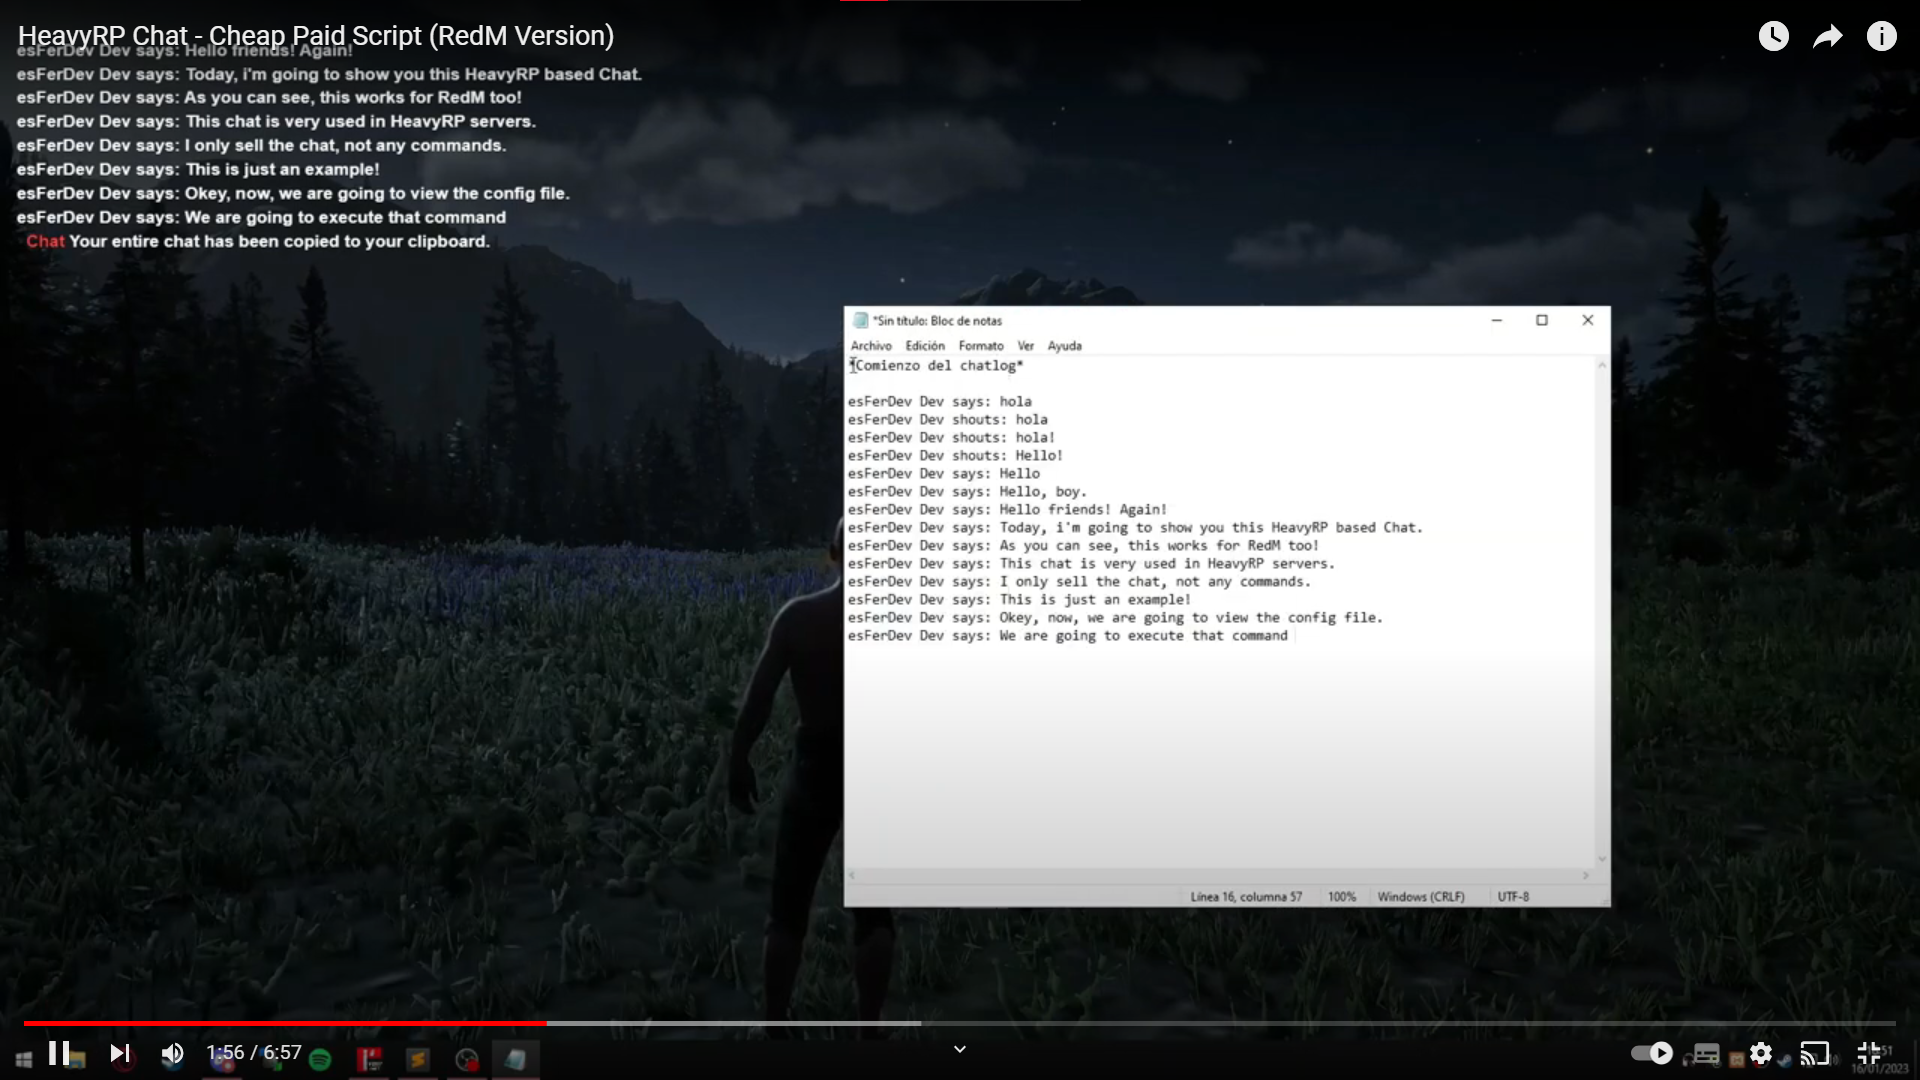 HeavyRP Chat - Cheap Paid Script (RedM Version)
esFerDev Dev says: Hello friends! Again!
esFerDev Dev says: Today, i'm going to show you this HeavyRP based Chat.
esFerDev Dev says: As you can see, this works for RedM too!
esFerDev Dev says: This chat is very used in HeavyRP servers.
esFerDev Dev says: I only sell the chat, not any commands.
esFerDev Dev says: This is just an example!
esFerDev Dev says: Okey, now, we are going to view the config file.
esFerDev Dev says: We are going to execute that command
Chat Your entire chat has been copied to your clipboard.
*Sin título: Bloc de notas
Archivo Edición Formato Ver Ayuda
*Comienzo del chatlog*
esFerDev Dev says: hola
esFerDev Dev shouts: hola
esFerDev Dev shouts: hola!
esFerDev Dev shouts: Hello!
esFerDev Dev says: Hello
esFerDev Dev says: Hello, boy.
esFerDev Dev says: Hello friends! Again!
esFerDev Dev says: Today, i'm going to show you this HeavyRP based Chat.
esFerDev Dev says: As you can see, this works for RedM too!
esFerDev Dev says: This chat is very used in HeavyRP servers.
esFerDev Dev says: I only sell the chat, not any commands.
esFerDev Dev says: This is just an example!
esFerDev Dev says: Okey, now, we are going to view the config file.
esFerDev Dev says: We are going to execute that command
Línea 16, columna 57 100% Windows (CRLF) UTF-8
1:56 / 6:57
16/01/2023